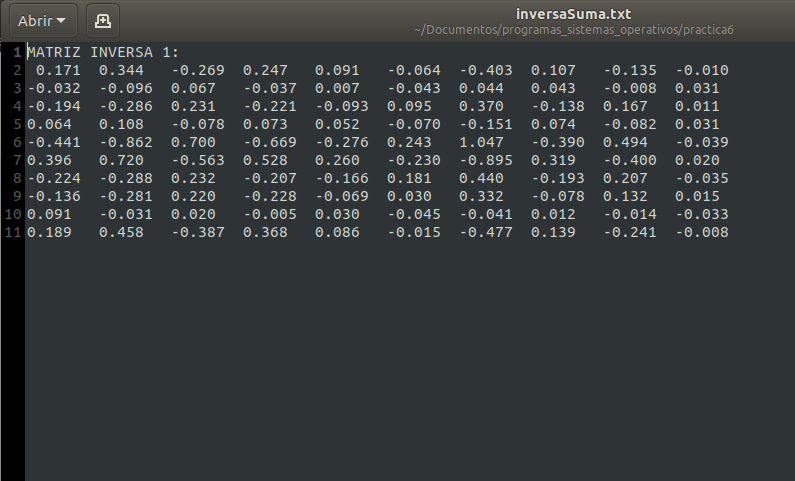 Abrir
inversaSuma.txt
~/Documentos/programas_sistemas_operativos/practica6
1 MATRIZ INVERSA 1:
2 0.171 0.344 -0.269 0.247 0.091 -0.064 -0.403 0.107 -0.135 -0.010
3 -0.032 -0.096 0.067 -0.037 0.007 -0.043 0.044 0.043 -0.008 0.031
4 -0.194 -0.286 0.231 -0.221 -0.093 0.095 0.370 -0.138 0.167 0.011
5 0.064 0.108 -0.078 0.073 0.052 -0.070 -0.151 0.074 -0.082 0.031
6 -0.441 -0.862 0.700 -0.669 -0.276 0.243 1.047 -0.390 0.494 -0.039
7 0.396 0.720 -0.563 0.528 0.260 -0.230 -0.895 0.319 -0.400 0.020
8 -0.224 -0.288 0.232 -0.207 -0.166 0.181 0.440 -0.193 0.207 -0.035
9 -0.136 -0.281 0.220 -0.228 -0.069 0.030 0.332 -0.078 0.132 0.015
10 0.091 -0.031 0.020 -0.005 0.030 -0.045 -0.041 0.012 -0.014 -0.033
11 0.189 0.458 -0.387 0.368 0.086 -0.015 -0.477 0.139 -0.241 -0.008